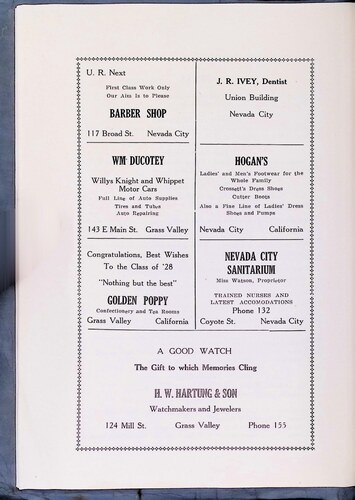 U. R. Next
First Class Work Only
Our Aim Is to Please
BARBER SHOP
117 Broad St. Nevada City
J. R. IVEY, Dentist
Union Building
Nevada City
WM DUCOTEY
Willys Knight and Whippet
Motor Cars
Full Line of Auto Supplies
Tires and Tubes
Auto Repairing
143 E Main St. Grass Valley
HOGAN'S
Ladies' and Men's Footwear for the
Whole Family
Crossett's Dress Shoes
Cutter Boots
Also a Fine Line of Ladies' Dress
Shoes and Pumps
Nevada City California
Congratulations, Best Wishes
To the Class of '28
"Nothing but the best"
GOLDEN POPPY
Confectionery and Tea Rooms
Grass Valley California
NEVADA CITY
SANITARIUM
Miss Watson, Proprietor
TRAINED NURSES AND
LATEST ACCOMODATIONS
Phone 132
Coyote St. Nevada City
A GOOD WATCH
The Gift to which Memories Cling
H. W. HARTUNG & SON
Watchmakers and Jewelers
124 Mill St. Grass Valley Phone 155